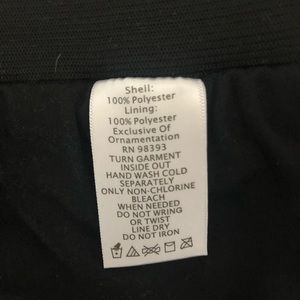 Shell:
100% Polyester
Lining:
100% Polyester
Exclusive Of
Ornamentation
RN 98393
TURN GARMENT
INSIDE OUT
HAND WASH COLD
SEPARATELY
ONLY NON-CHLORINE
BLEACH
WHEN NEEDED
DO NOT WRING
OR TWIST
LINE DRY
DO NOT IRON